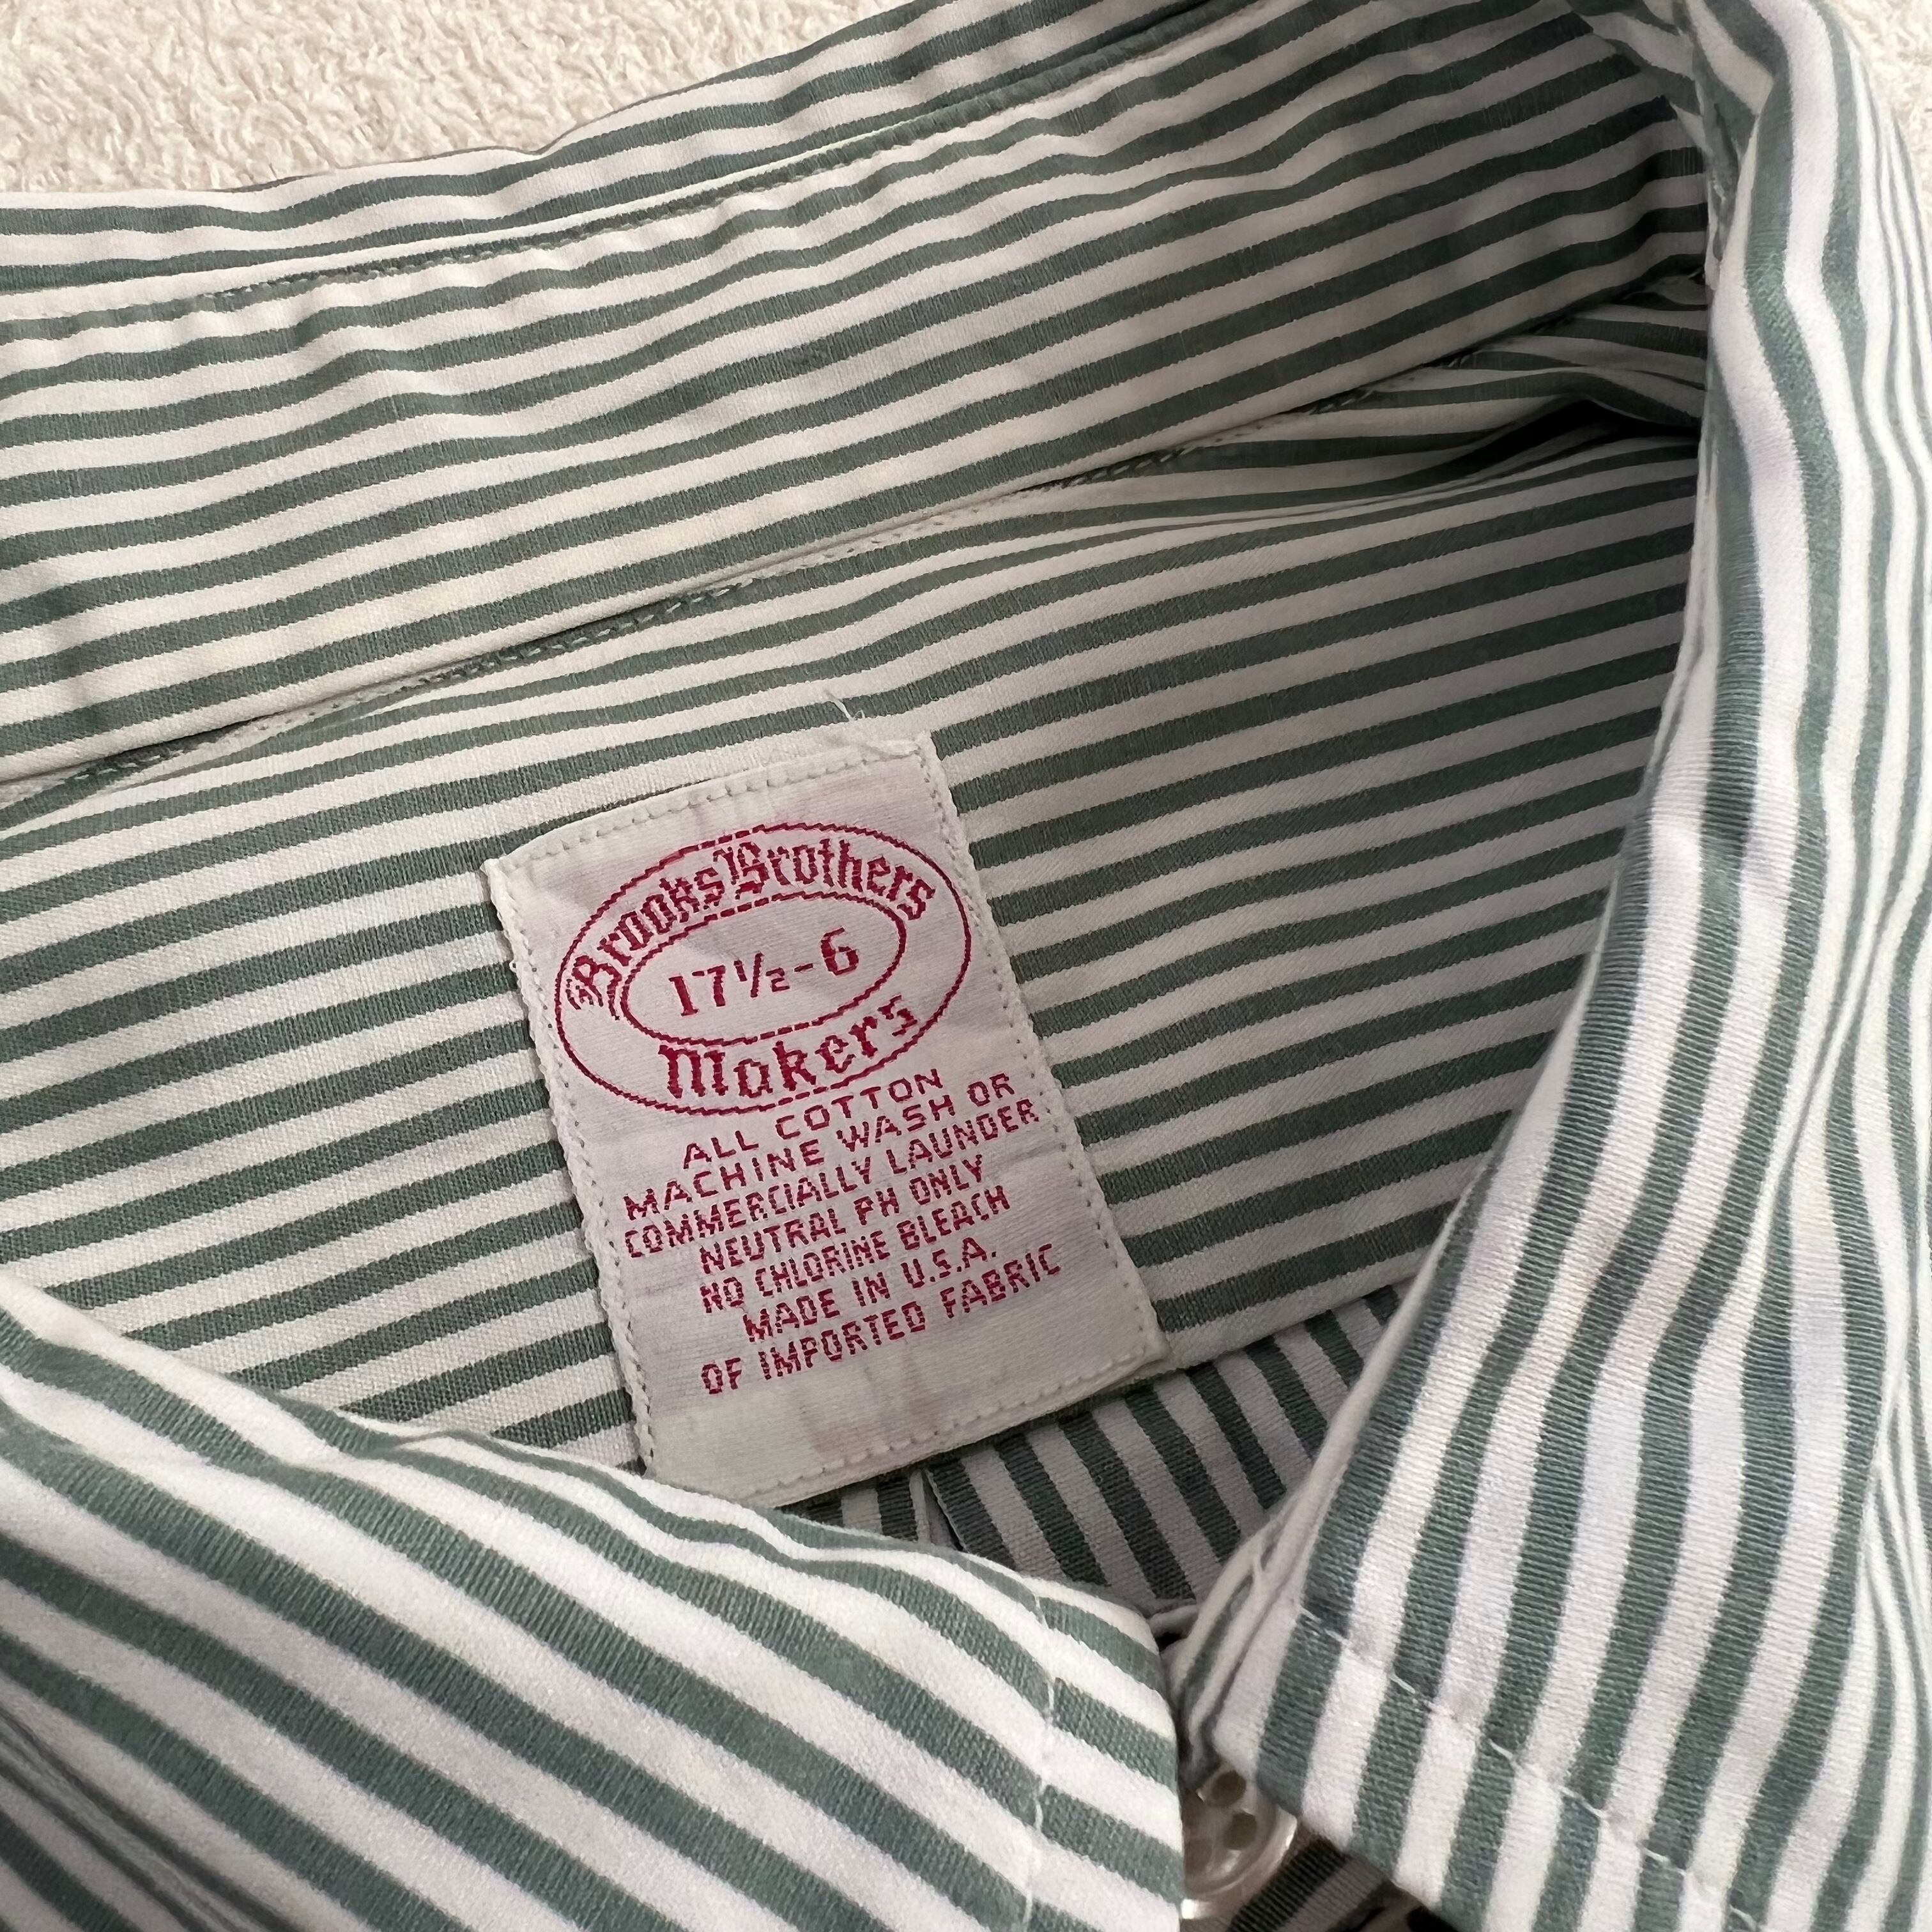 Brooks Brothers
17½-6
Makers
ALL COTTON
MACHINE WASH OR
COMMERCIALLY LAUNDER
NEUTRAL PH ONLY
NO CHLORINE BLEACH
MADE IN U.S.A.
OF IMPORTED FABRIC